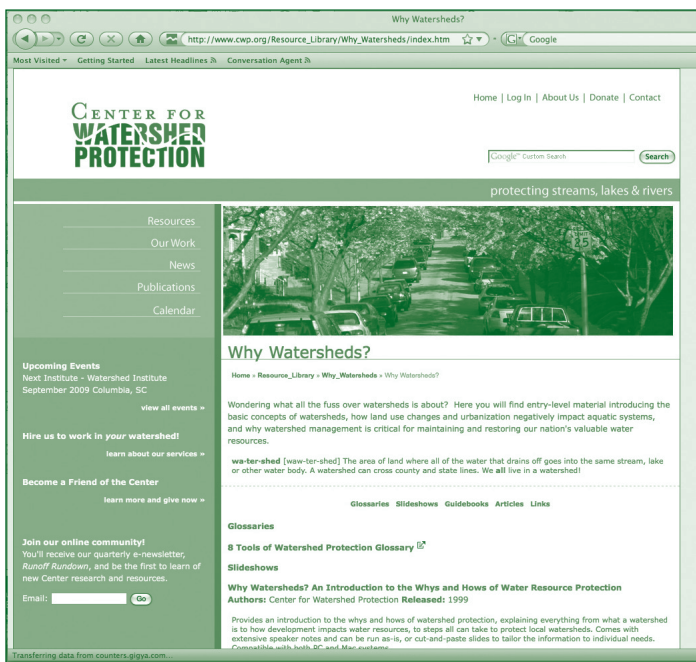 Why Watersheds?
http://www.cwp.org/Resource_Library/Why_Watersheds/index.htm
Google
Most Visited Getting Started Latest Headlines Conversation Agent
Home | Log In | About Us | Donate | Contact
CENTER FOR
WATERSHED
PROTECTION
Google™ Custom Search Search
protecting streams, lakes & rivers
Resources
Our Work
News
Publications
Calendar
LIMIT
25
Upcoming Events
Next Institute - Watershed Institute
September 2009 Columbia, SC
view all events »
Hire us to work in your watershed!
learn about our services »
Become a Friend of the Center
learn more and give now »
Join our online community!
You'll receive our quarterly e-newsletter,
Runoff Rundown, and be the first to learn of
new Center research and resources.
Email: Go
Why Watersheds?
Home » Resource_Library » Why_Watersheds » Why Watersheds?
Wondering what all the fuss over watersheds is about? Here you will find entry-level material introducing the
basic concepts of watersheds, how land use changes and urbanization negatively impact aquatic systems,
and why watershed management is critical for maintaining and restoring our nation's valuable water
resources.
wa·ter·shed [waw-ter-shed] The area of land where all of the water that drains off goes into the same stream, lake
or other water body. A watershed can cross county and state lines. We all live in a watershed!
Glossaries Slideshows Guidebooks Articles Links
Glossaries
8 Tools of Watershed Protection Glossary
Slideshows
Why Watersheds? An Introduction to the Whys and Hows of Water Resource Protection
Authors: Center for Watershed Protection Released: 1999
Provides an introduction to the whys and hows of watershed protection, explaining everything from what a watershed
is to how development impacts water resources, to steps all can take to protect local watersheds. Comes with
extensive speaker notes and can be run as-is, or cut-and-paste slides to tailor the information to individual needs.
Compatible with both PC and Mac systems.
Transferring data from counters.gigya.com...